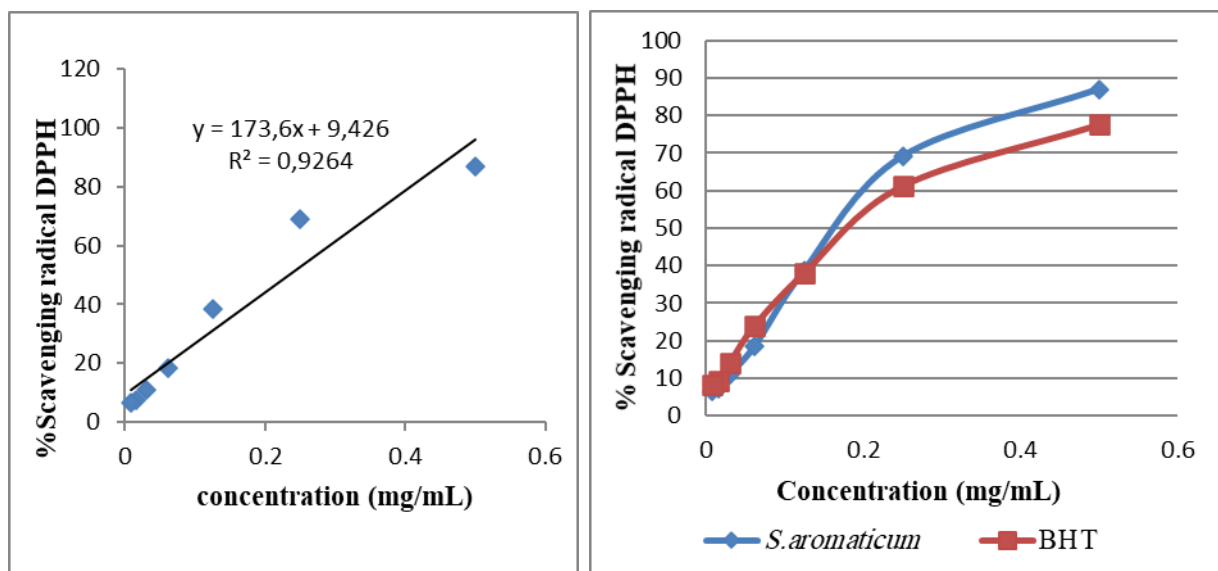 120
100
80
60
40
20
0
%Scavenging radical DPPH
y = 173,6x + 9,426
R² = 0,9264
0 0.2 0.4 0.6
concentration (mg/mL)
100
90
80
70
60
50
40
30
20
10
0
% Scavenging radical DPPH
0 0.2 0.4 0.6
Concentration (mg/mL)
S.aromaticum BHT